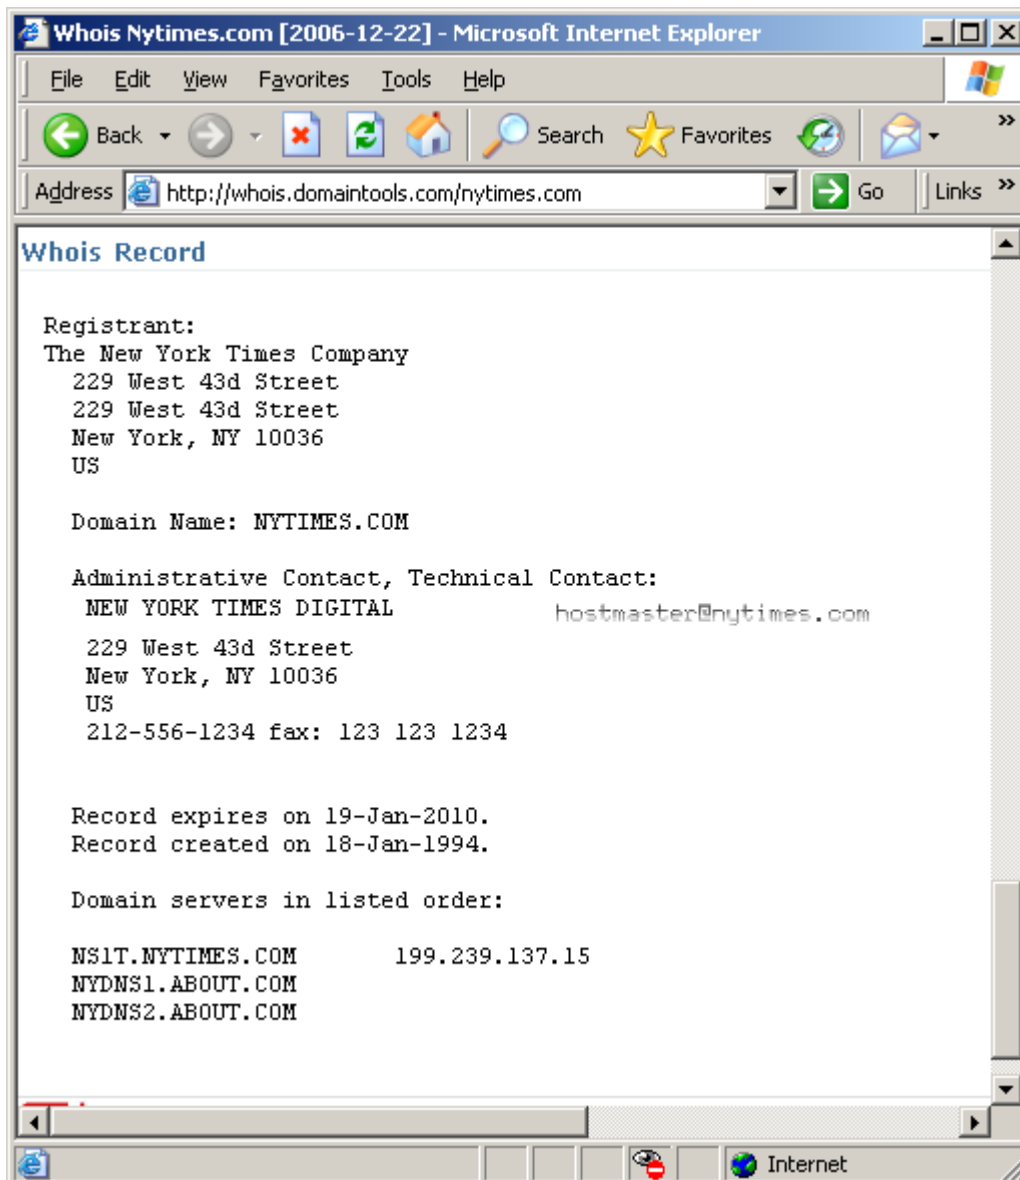 Whois Nytimes.com [2006-12-22] - Microsoft Internet Explorer
File Edit View Favorites Tools Help
Back Search Favorites »
Address http://whois.domaintools.com/nytimes.com Go Links »
Whois Record
Registrant:
The New York Times Company
229 West 43d Street
229 West 43d Street
New York, NY 10036
US
Domain Name: NYTIMES.COM
Administrative Contact, Technical Contact:
NEW YORK TIMES DIGITAL hostmaster@nytimes.com
229 West 43d Street
New York, NY 10036
US
212-556-1234 fax: 123 123 1234
Record expires on 19-Jan-2010.
Record created on 18-Jan-1994.
Domain servers in listed order:
NS1T.NYTIMES.COM 199.239.137.15
NYDNS1.ABOUT.COM
NYDNS2.ABOUT.COM
Internet